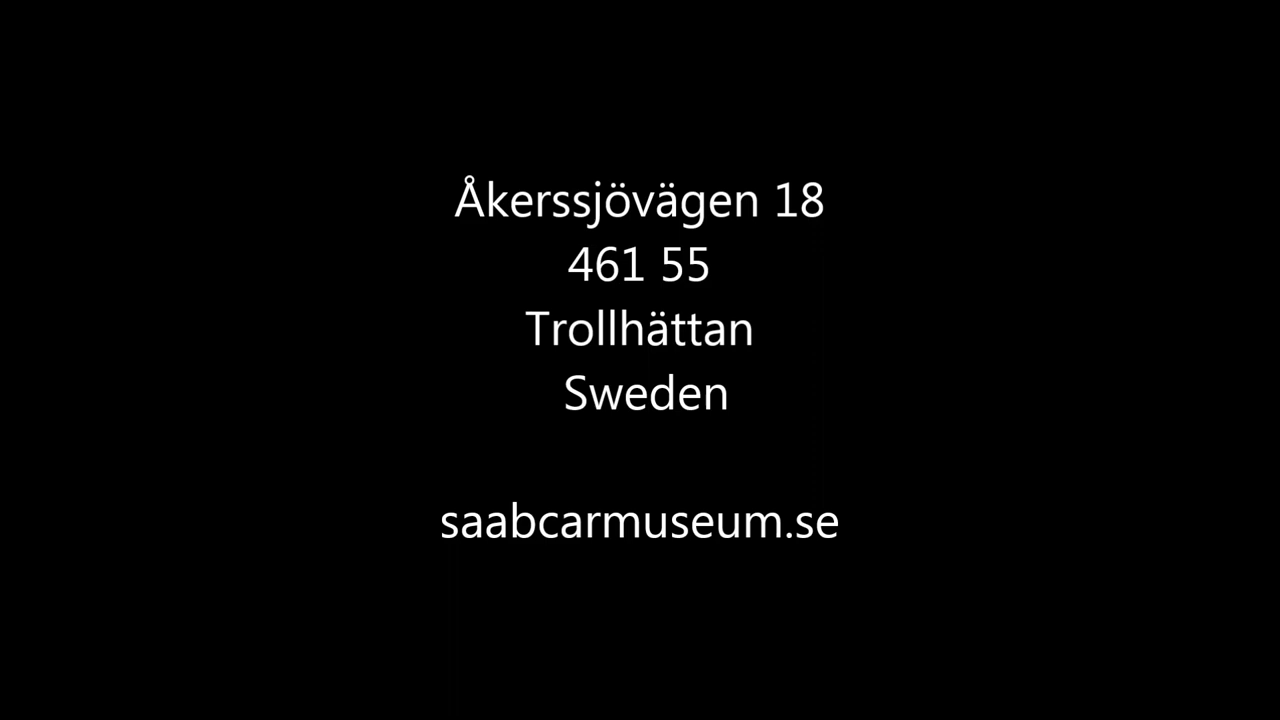 Åkerssjövägen 18
461 55
Trollhättan
Sweden
saabcarmuseum.se